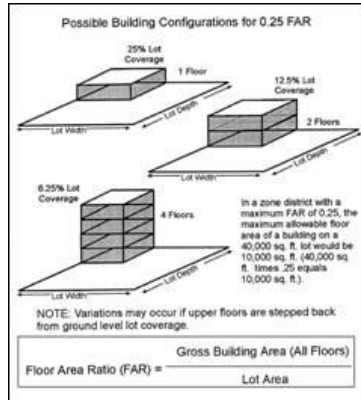 Possible Building Configurations for 0.25 FAR
25% Lot
Coverage
1 Floor
Lot Width
Lot Depth
12.5% Lot
Coverage
2 Floors
Lot Width
Lot Depth
6.25% Lot
Coverage
4 Floors
Lot Width
Lot Depth
In a zone district with a
maximum FAR of 0.25, the
maximum allowable floor
area of a building on a
40,000 sq. ft. lot would be
10,000 sq. ft. (40,000 sq.
ft. times .25 equals
10,000 sq. ft.).
NOTE: Variations may occur if upper floors are stepped back
from ground level lot coverage.
Floor Area Ratio (FAR) =
Gross Building Area (All Floors)
Lot Area